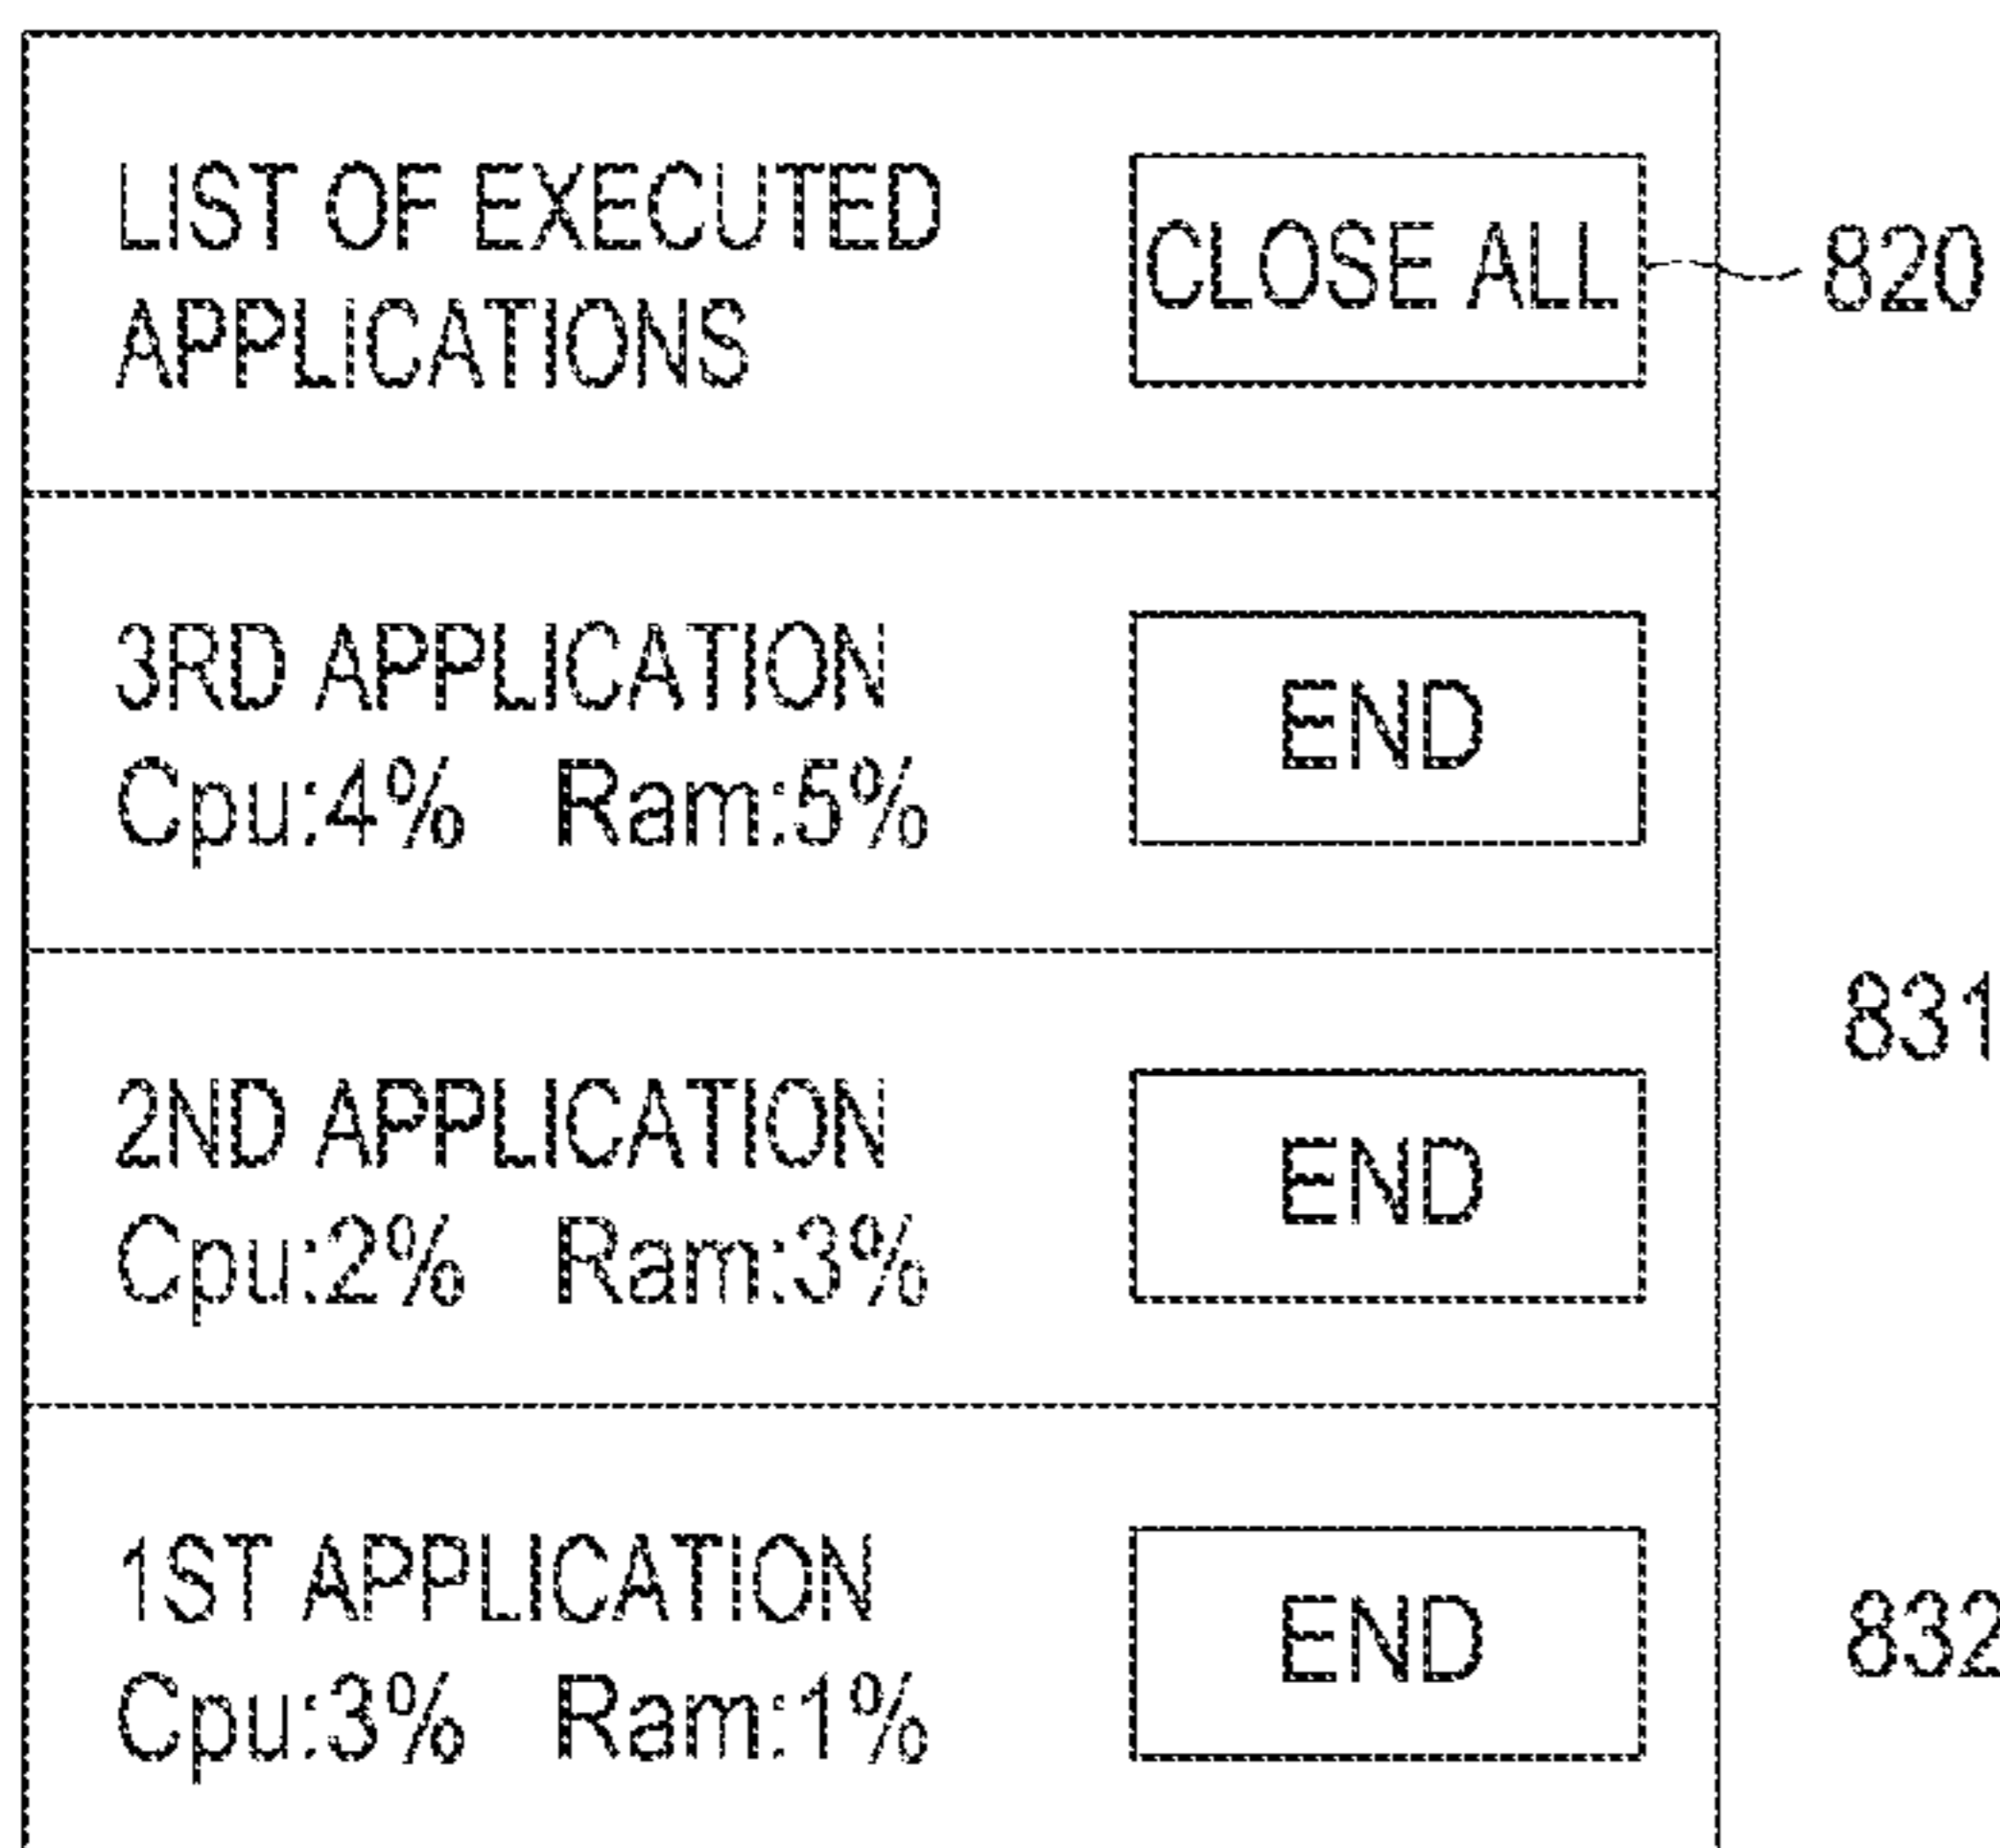 LIST OF EXECUTED
APPLICATIONS
CLOSE ALL
820
3RD APPLICATION
Cpu:4% Ram:5%
END
831
2ND APPLICATION
Cpu:2% Ram:3%
END
1ST APPLICATION
Cpu:3% Ram:1%
END
832